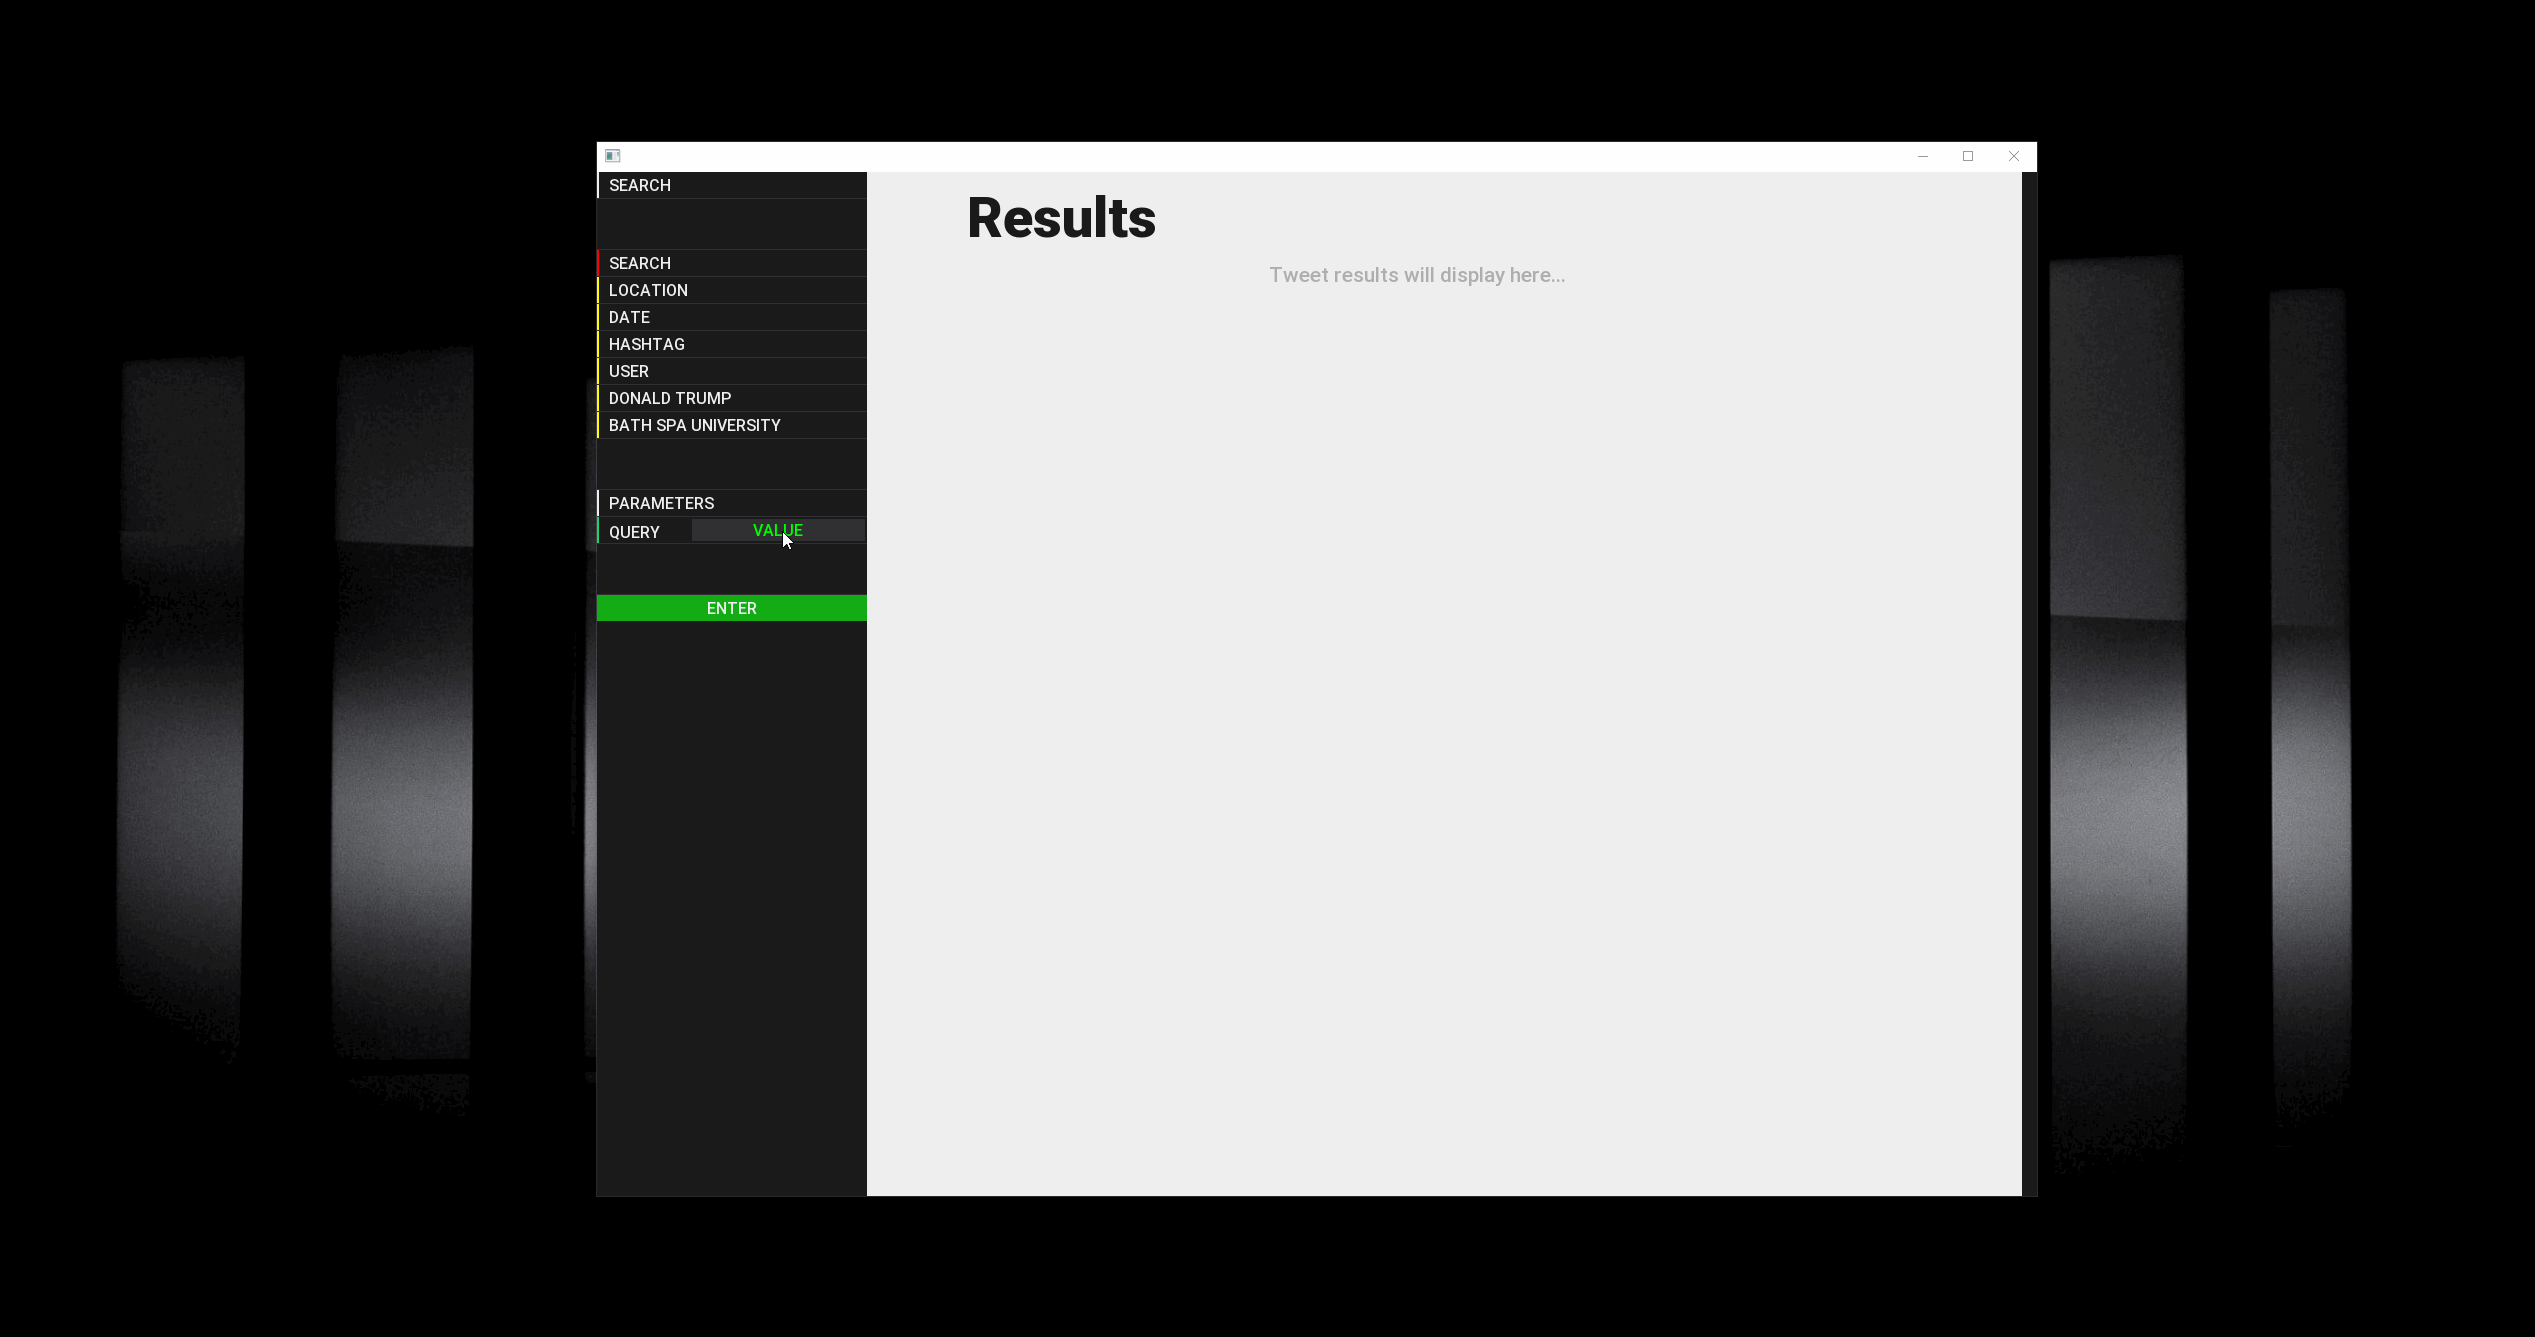 SEARCH
SEARCH
LOCATION
DATE
HASHTAG
USER
DONALD TRUMP
BATH SPA UNIVERSITY
PARAMETERS
QUERY VALUE
ENTER
Results
Tweet results will display here...